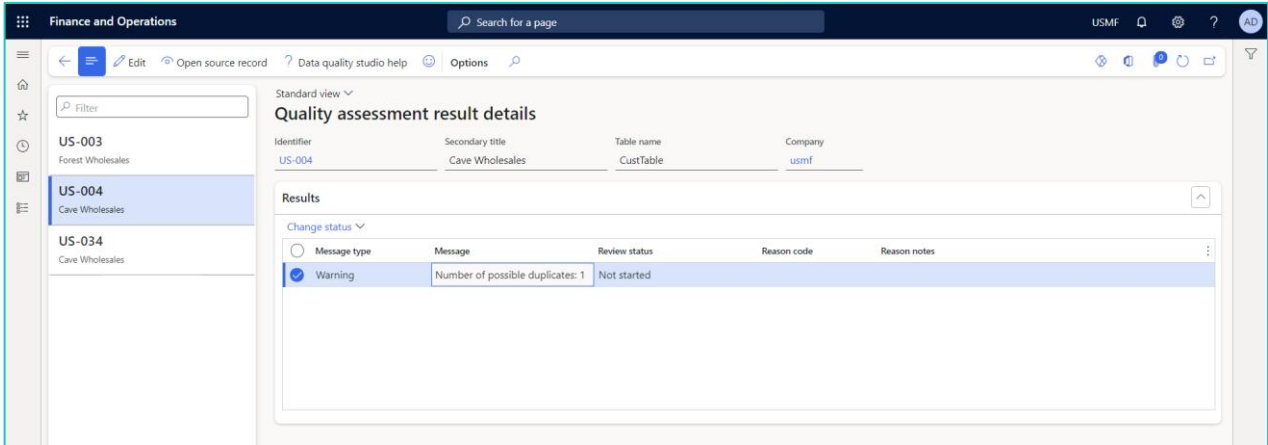 Finance and Operations
Search for a page
USMF
?
AD
Edit
Open source record
? Data quality studio help
Options
0
Filter
US-003
Forest Wholesales
US-004
Cave Wholesales
US-034
Cave Wholesales
Standard view
Quality assessment result details
Identifier Secondary title Table name Company
US-004 Cave Wholesales CustTable usmf
Results
Change status
Message type Message Review status Reason code Reason notes
Warning Number of possible duplicates: 1 Not started